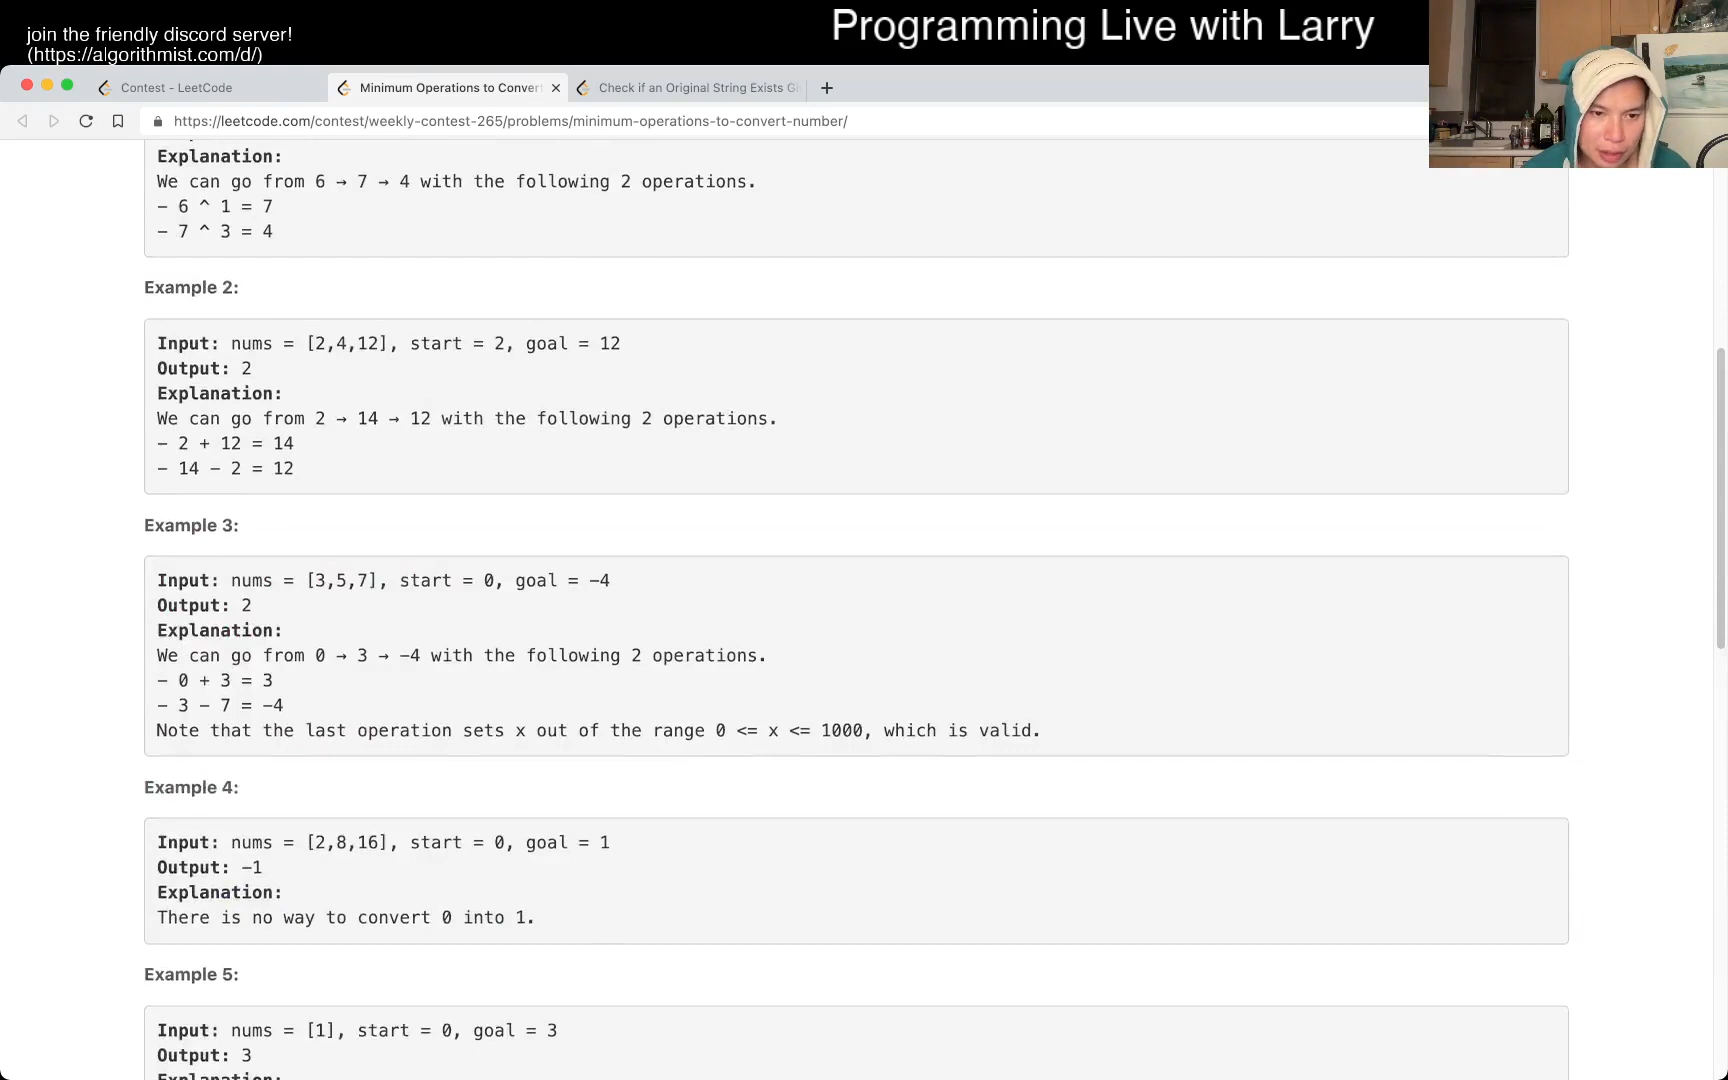 join the friendly discord server!
(https://algorithmist.com/d/)
Programming Live with Larry
Contest - LeetCode
Minimum Operations to Conver
Check if an Original String Exists Gi
https://leetcode.com/contest/weekly-contest-265/problems/minimum-operations-to-convert-number/
Explanation:
We can go from 6 → 7 → 4 with the following 2 operations.
- 6 ^ 1 = 7
- 7 ^ 3 = 4
Example 2:
Input: nums = [2,4,12], start = 2, goal = 12
Output: 2
Explanation:
We can go from 2 → 14 → 12 with the following 2 operations.
- 2 + 12 = 14
- 14 - 2 = 12
Example 3:
Input: nums = [3,5,7], start = 0, goal = -4
Output: 2
Explanation:
We can go from 0 → 3 → -4 with the following 2 operations.
- 0 + 3 = 3
- 3 - 7 = -4
Note that the last operation sets x out of the range 0 <= x <= 1000, which is valid.
Example 4:
Input: nums = [2,8,16], start = 0, goal = 1
Output: -1
Explanation:
There is no way to convert 0 into 1.
Example 5:
Input: nums = [1], start = 0, goal = 3
Output: 3
Explanation: